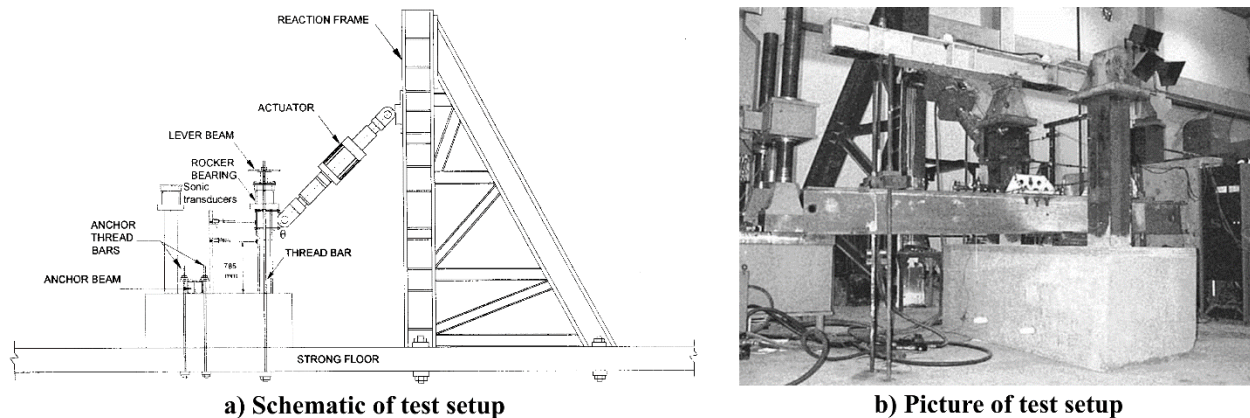 REACTION FRAME
ACTUATOR
LEVER BEAM
ROCKER
BEARING
Sonic
transducers
ANCHOR
THREAD
BARS
ANCHOR BEAM
785
mm
θ
THREAD BAR
STRONG FLOOR
a) Schematic of test setup
b) Picture of test setup